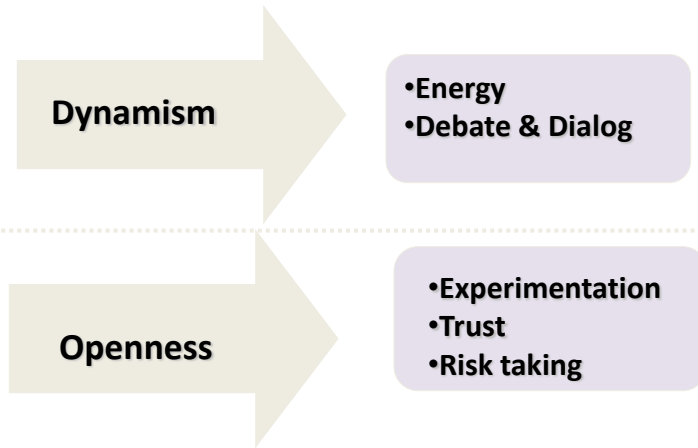 Dynamism
•Energy
•Debate & Dialog
Openness
•Experimentation
•Trust
•Risk taking